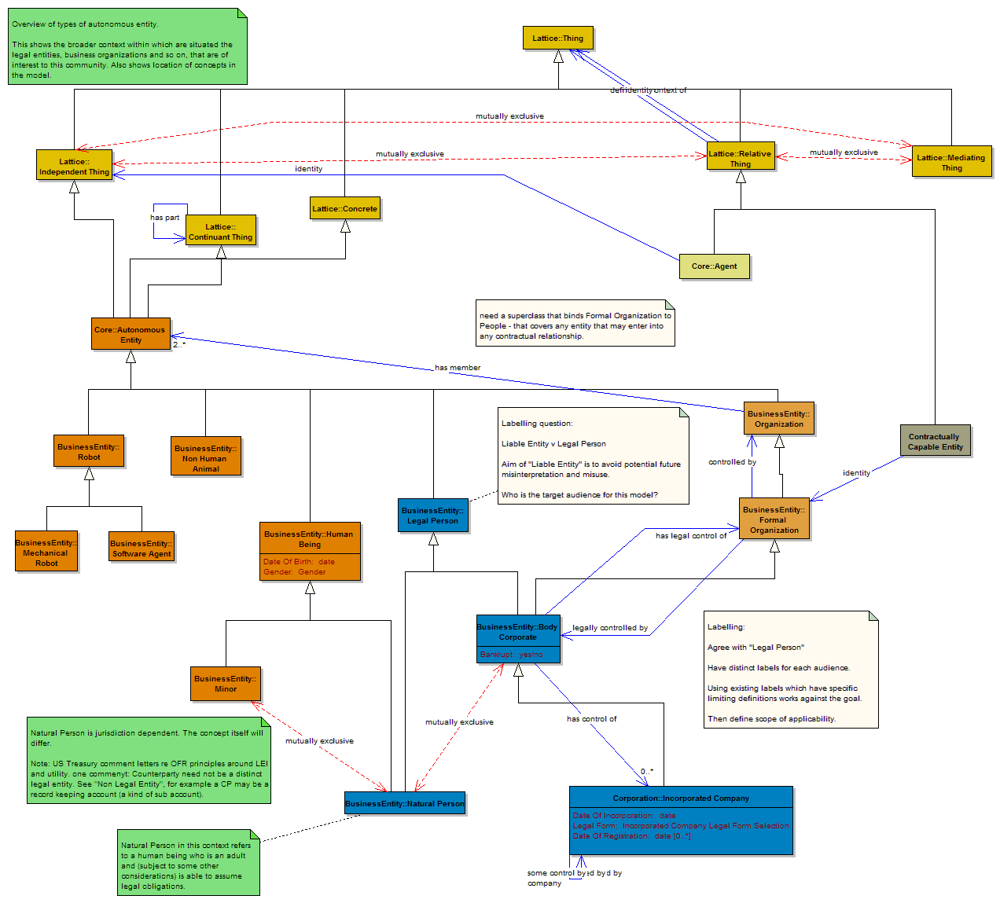 Overview of types of autonomous entity.
This shows the broader context within which are situated the
legal entities, business organizations and so on, that are of
interest to this community. Also shows location of concepts in
the model.
Lattice::Thing
mutually exclusive
mutually exclusive
mutually exclusive
identity
Lattice::
Independent Thing
Lattice::Relative
Thing
Lattice::Mediating
Thing
has part
Lattice::
Continuant Thing
Lattice::Concrete
Core::Agent
need a superclass that binds Formal Organization to
People - that covers any entity that may enter into
any contractual relationship.
Core::Autonomous
Entity
2..*
has member
Labelling question:
Liable Entity v Legal Person
Aim of "Liable Entity" is to avoid potential future
misinterpretation and misuse.
Who is the target audience for this model?
BusinessEntity::
Organization
Contractually
Capable Entity
controlled by
identity
BusinessEntity::
Robot
BusinessEntity::
Non Human
Animal
BusinessEntity::
Legal Person
BusinessEntity::
Formal
Organization
BusinessEntity::
Mechanical
Robot
BusinessEntity::
Software Agent
BusinessEntity::Human
Being
Date Of Birth: date
Gender: Gender
has legal control of
legally controlled by
BusinessEntity::Body
Corporate
Bankrupt: yes/no
Labelling:
Agree with "Legal Person"
Have distinct labels for each audience.
Using existing labels which have specific
limiting definitions works against the goal.
Then define scope of applicability.
BusinessEntity::
Minor
mutually exclusive
mutually exclusive
has control of
0..*
Natural Person is jurisdiction dependent. The concept itself will
differ.
Note: US Treasury comment letters re OFR principles around LEI
and utility. one commenyt: Counterparty need not be a distinct
legal entity. See "Non Legal Entity", for example a CP may be a
record keeping account (a kind of sub account).
BusinessEntity::Natural Person
Corporation::Incorporated Company
Date Of Incorporation: date
Legal Form: Incorporated Company Legal Form Selection
Date Of Registration: date [0..*]
some control by
company
Natural Person in this context refers
to a human being who is an adult
and (subject to some other
considerations) is able to assume
legal obligations.